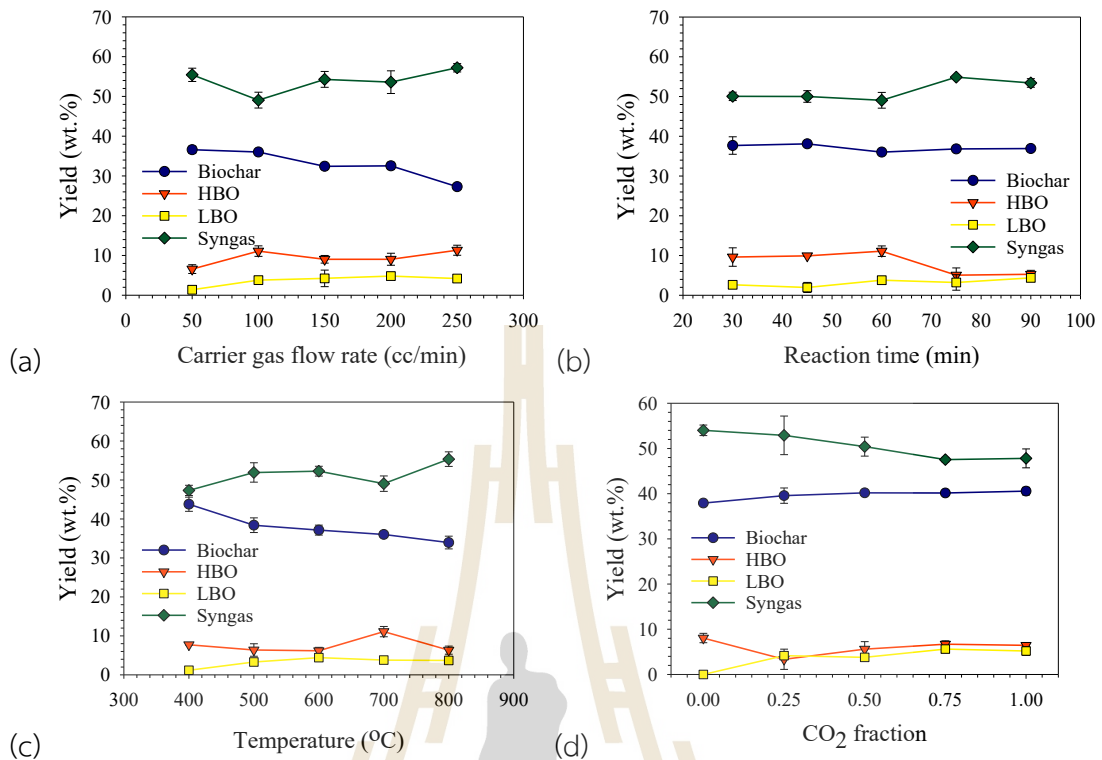 70
60
50
40
30
20
10
0
Yield (wt.%)
Biochar
HBO
LBO
Syngas
0 50 100 150 200 250 300
Carrier gas flow rate (cc/min)
(a)
70
60
50
40
30
20
10
0
Yield (wt.%)
Biochar
HBO
LBO
Syngas
20 30 40 50 60 70 80 90 100
Reaction time (min)
(b)
70
60
50
40
30
20
10
0
Yield (wt.%)
Biochar
HBO
LBO
Syngas
300 400 500 600 700 800 900
Temperature (°C)
(c)
60
50
40
30
20
10
0
Yield (wt.%)
Biochar
HBO
LBO
Syngas
0.00 0.25 0.50 0.75 1.00
CO2 fraction
(d)